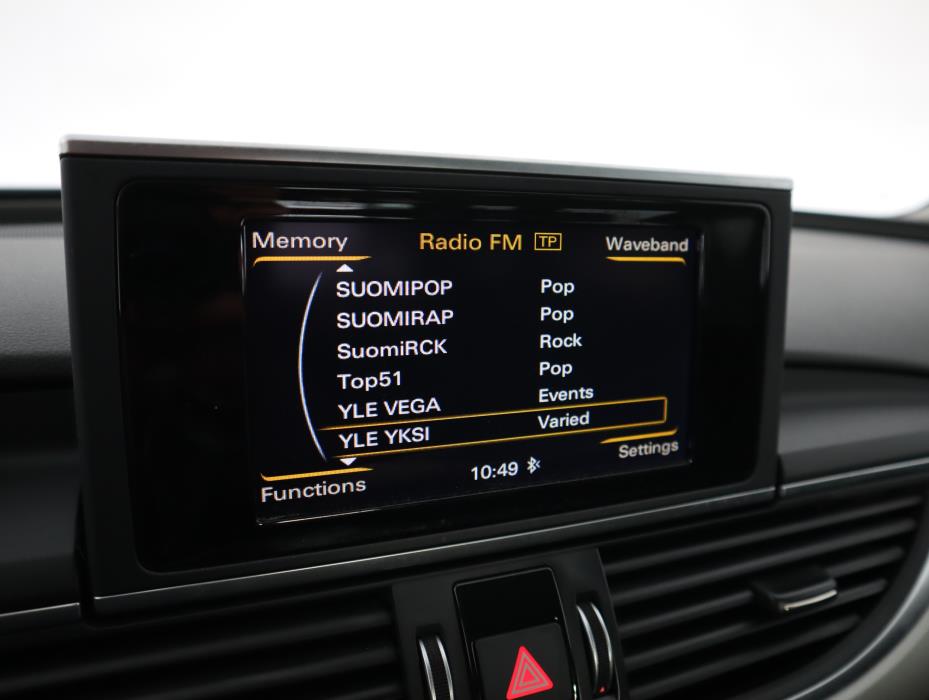 Memory Radio FM TP Waveband
SUOMIPOP Pop
SUOMIRAP Pop
SuomiRCK Rock
Top51 Pop
YLE VEGA Events
YLE YKSI Varied
Functions 10:49 Settings